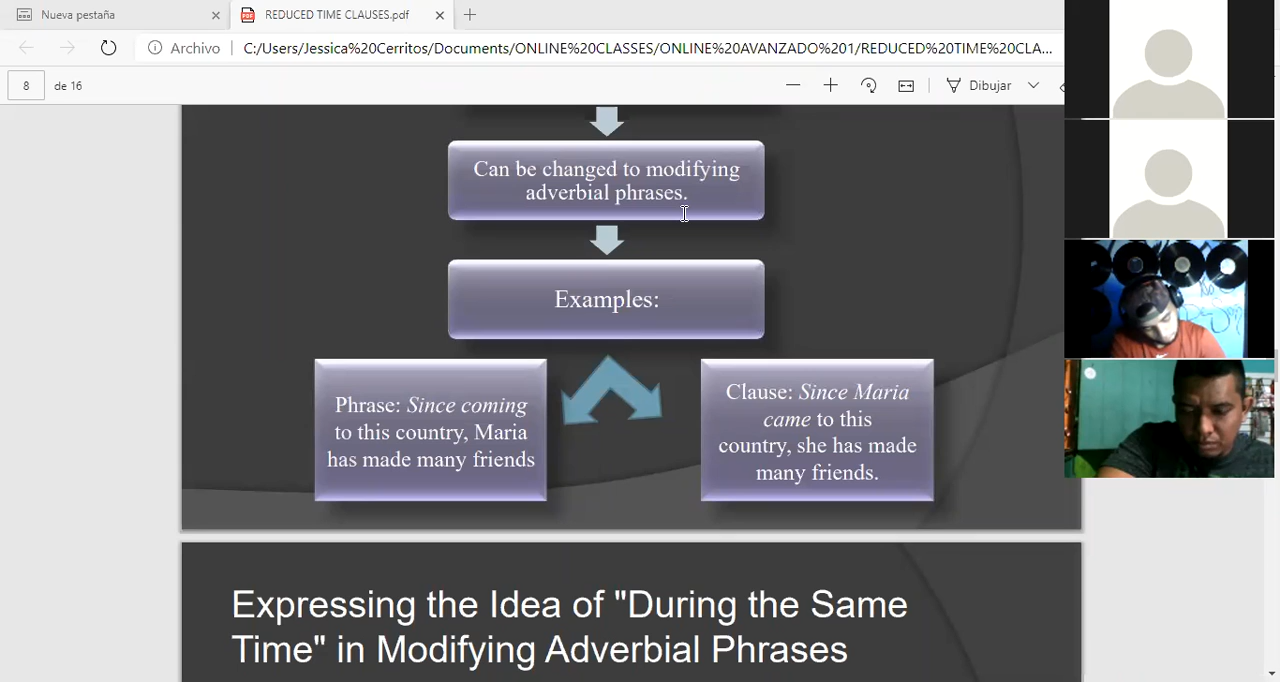 Nueva pestaña
REDUCED TIME CLAUSES.pdf
Archivo
C:/Users/Jessica%20Cerritos/Documents/ONLINE%20CLASSES/ONLINE%20AVANZADO%201/REDUCED%20TIME%20CLA...
8
de 16
Dibujar
Can be changed to modifying
adverbial phrases.
Examples:
Phrase: Since coming
to this country, Maria
has made many friends
Clause: Since Maria
came to this
country, she has made
many friends.
Expressing the Idea of "During the Same
Time" in Modifying Adverbial Phrases